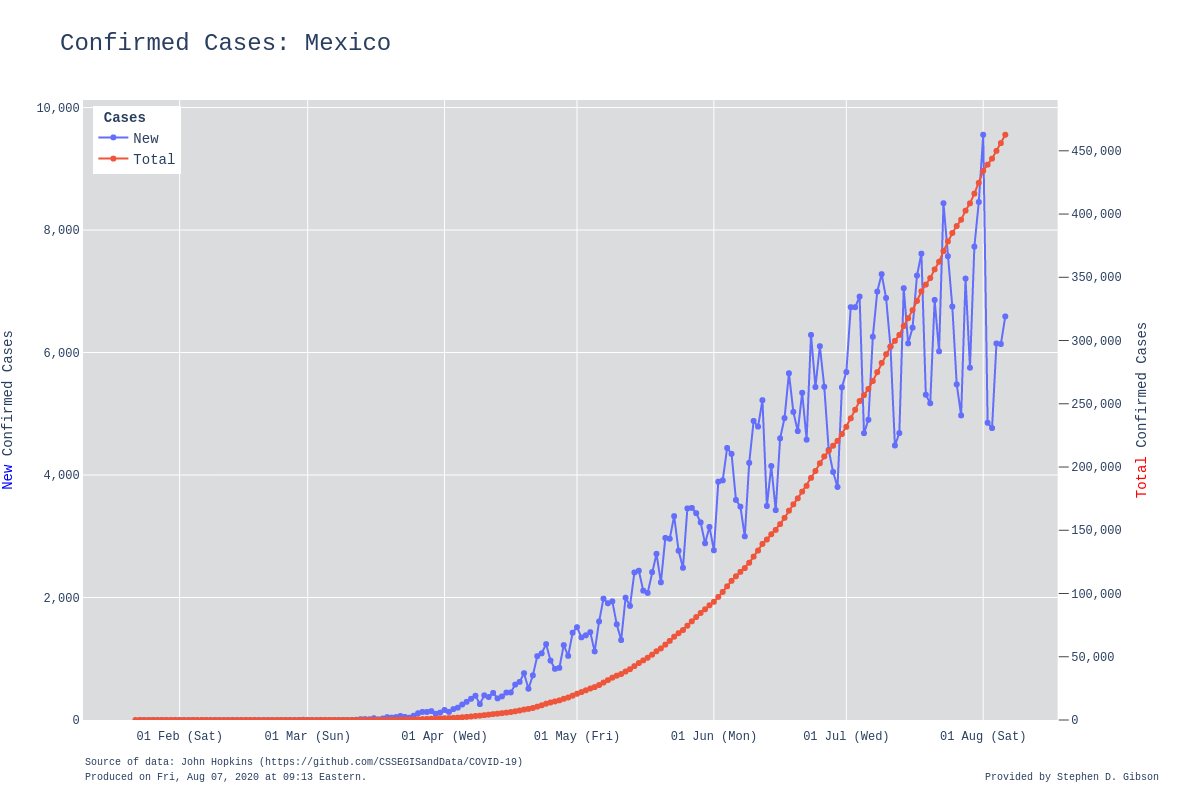 Confirmed Cases: Mexico
Cases
New
Total
10,000
8,000
6,000
4,000
2,000
0
New Confirmed Cases
450,000
400,000
350,000
300,000
250,000
200,000
150,000
100,000
50,000
0
Total Confirmed Cases
01 Feb (Sat)
01 Mar (Sun)
01 Apr (Wed)
01 May (Fri)
01 Jun (Mon)
01 Jul (Wed)
01 Aug (Sat)
Source of data: John Hopkins (https://github.com/CSSEGISandData/COVID-19)
Produced on Fri, Aug 07, 2020 at 09:13 Eastern.
Provided by Stephen D. Gibson